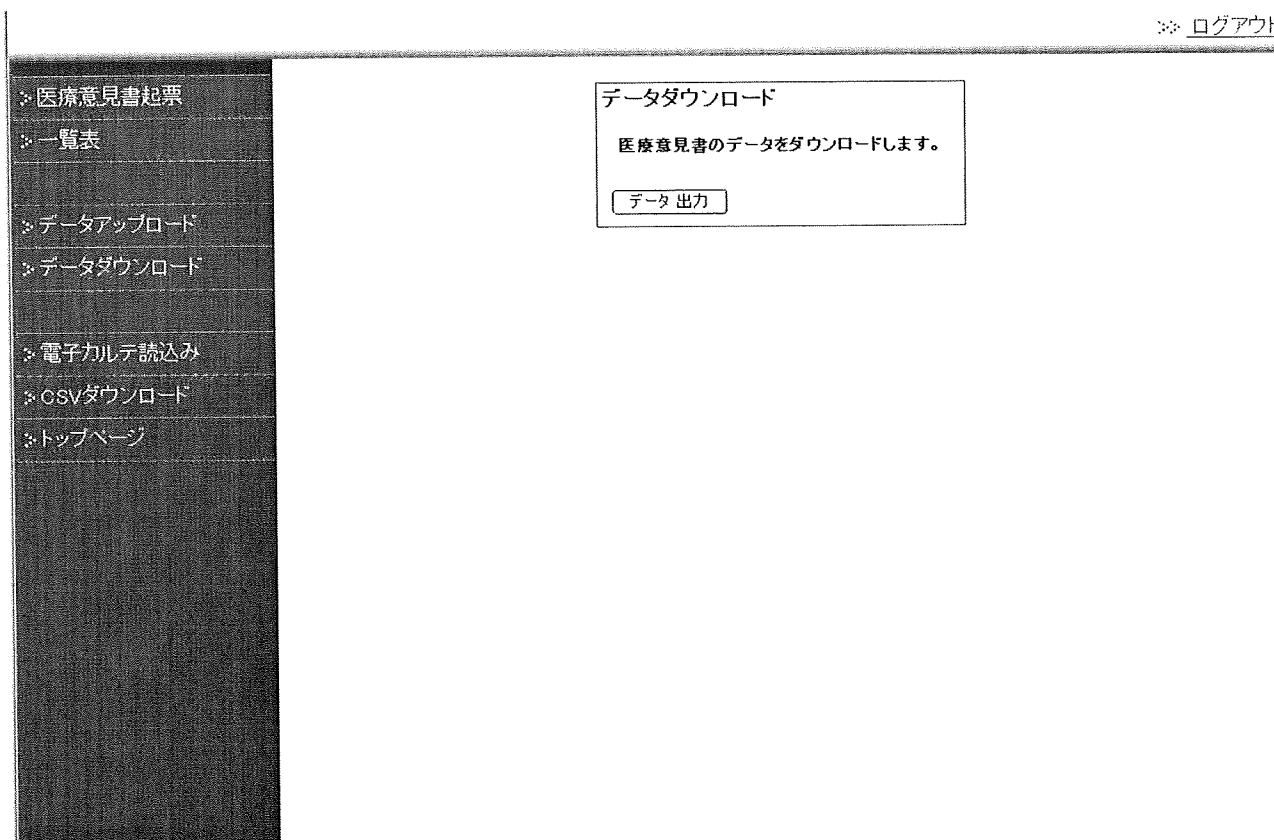 ログアウト
医療意見書起票
一覧表
データアップロード
データダウンロード
電子カルテ読込み
CSVダウンロード
トップページ
データダウンロード
医療意見書のデータをダウンロードします。
データ出力